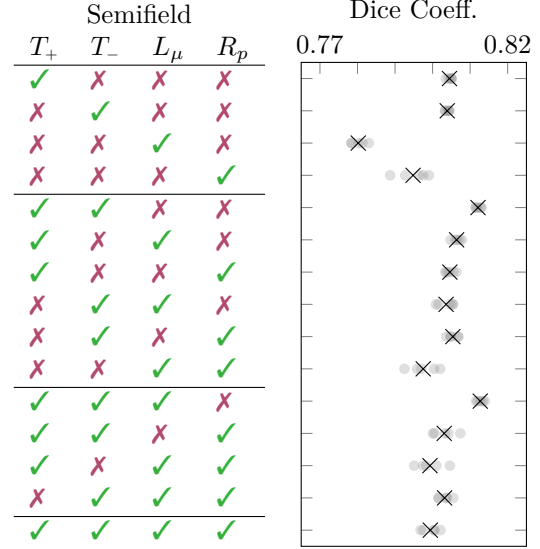 Semifield Dice Coeff.
T₊ T₋ L_μ R_p 0.77 0.82
✓ ✗ ✗ ✗
✗ ✓ ✗ ✗
✗ ✗ ✓ ✗
✗ ✗ ✗ ✓
✓ ✓ ✗ ✗
✓ ✗ ✓ ✗
✓ ✗ ✗ ✓
✗ ✓ ✓ ✗
✗ ✓ ✗ ✓
✗ ✗ ✓ ✓
✓ ✓ ✓ ✗
✓ ✓ ✗ ✓
✓ ✗ ✓ ✓
✗ ✓ ✓ ✓
✓ ✓ ✓ ✓